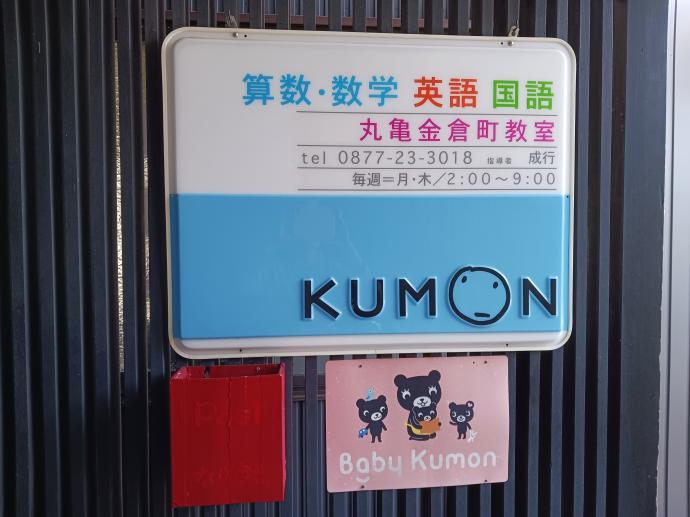 算数・数学 英語 国語
丸亀金倉町教室
tel 0877-23-3018 指導者 成行
毎週＝月・木／2:00～9:00
KUMON
Baby Kumon